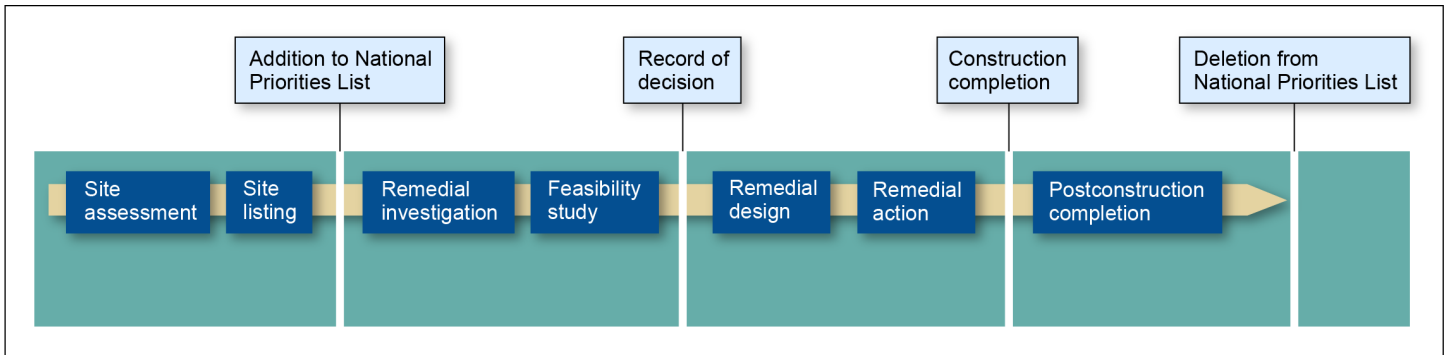 Addition to National
Priorities List
Record of
decision
Construction
completion
Deletion from
National Priorities List
Site
assessment
Site
listing
Remedial
investigation
Feasibility
study
Remedial
design
Remedial
action
Postconstruction
completion